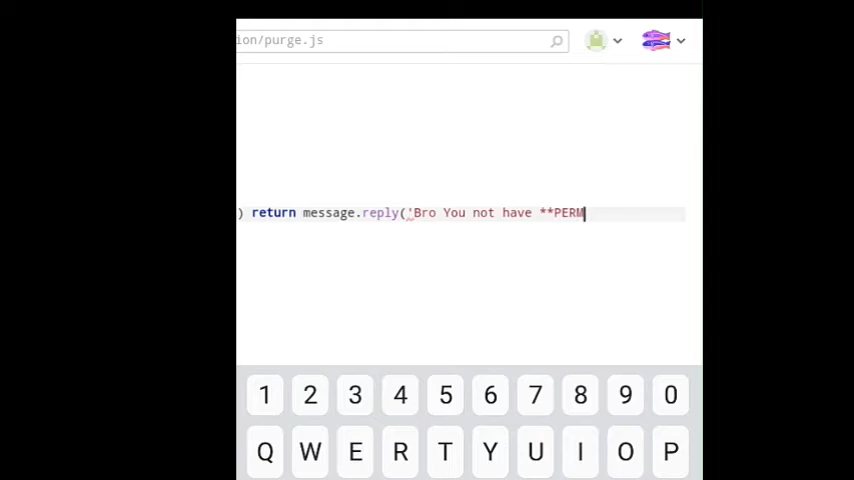 ion/purge.js
) return message.reply('Bro You not have **PERM
1 2 3 4 5 6 7 8 9 0
Q W E R T Y U I O P